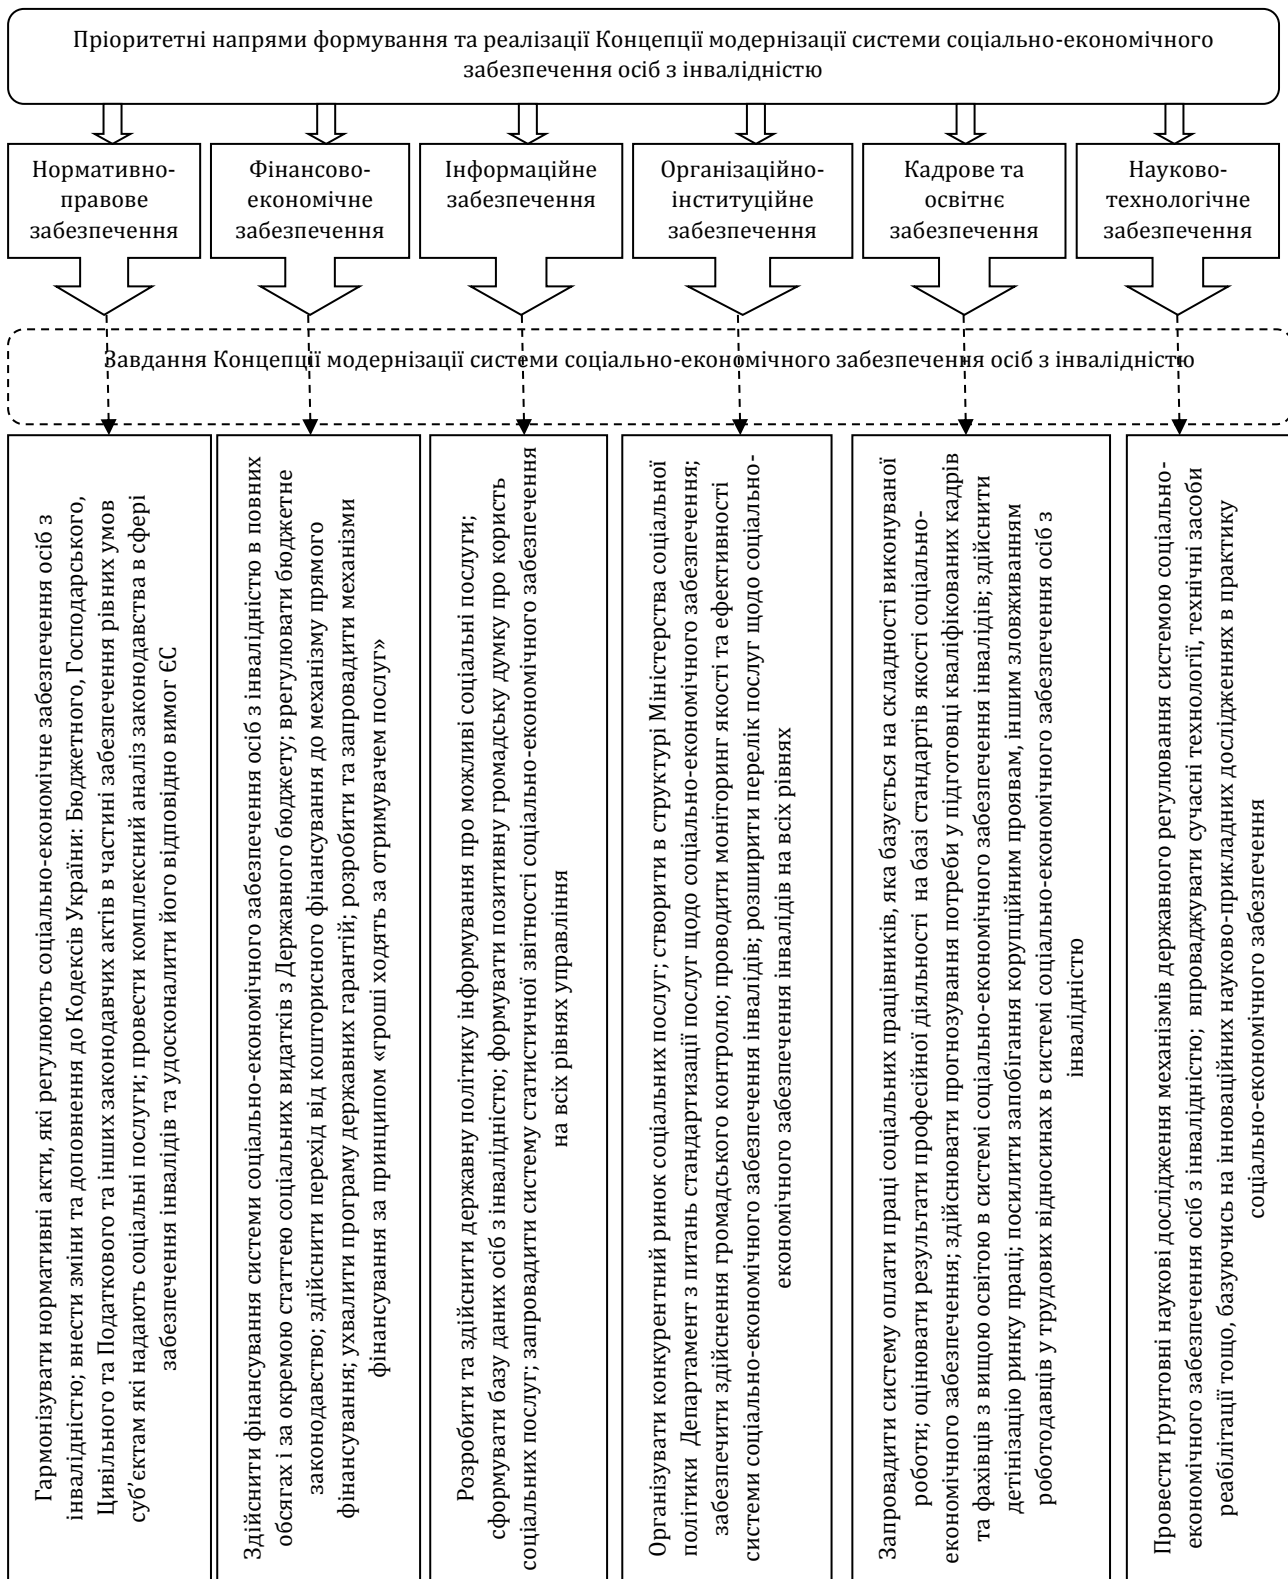 Пріоритетні напрями формування та реалізації Концепції модернізації системи соціально-економічного
забезпечення осіб з інвалідністю
Нормативно-
правове
забезпечення
Фінансово-
економічне
забезпечення
Інформаційне
забезпечення
Організаційно-
інституційне
забезпечення
Кадрове та
освітнє
забезпечення
Науково-
технологічне
забезпечення
Завдання Концепції модернізації системи соціально-економічного забезпечення осіб з інвалідністю
Гармонізувати нормативні акти, які регулюють соціально-економічне забезпечення осіб з
інвалідністю; внести зміни та доповнення до Кодексів України: Бюджетного, Господарського,
Цивільного та Податкового та інших законодавчих актів в частині забезпечення рівних умов
суб'єктам які надають соціальні послуги; провести комплексний аналіз законодавства в сфері
забезпечення інвалідів та удосконалити його відповідно вимог ЄС
Здійснити фінансування системи соціально-економічного забезпечення осіб з інвалідністю в повних
обсягах і за окремою статтею соціальних видатків з Державного бюджету; врегулювати бюджетне
законодавство; здійснити перехід від кошторисного фінансування до механізму прямого
фінансування; ухвалити програму державних гарантій; розробити та запровадити механізми
фінансування за принципом «гроші ходять за отримувачем послуг»
Розробити та здійснити державну політику інформування про можливі соціальні послуги;
сформувати базу даних осіб з інвалідністю; формувати позитивну громадську думку про користь
соціальних послуг; запровадити систему статистичної звітності соціально-економічного забезпечення
на всіх рівнях управління
Організувати конкурентний ринок соціальних послуг; створити в структурі Міністерства соціальної
політики Департамент з питань стандартизації послуг щодо соціально-економічного забезпечення;
забезпечити здійснення громадського контролю; проводити моніторинг якості та ефективності
системи соціально-економічного забезпечення інвалідів; розширити перелік послуг щодо соціально-
економічного забезпечення інвалідів на всіх рівнях
Запровадити систему оплати праці соціальних працівників, яка базується на складності виконуваної
роботи; оцінювати результати професійної діяльності на базі стандартів якості соціально-
економічного забезпечення; здійснювати прогнозування потреби у підготовці кваліфікованих кадрів
та фахівців з вищою освітою в системі соціально-економічного забезпечення інвалідів; здійснити
детінізацію ринку праці; посилити запобігання корупційним проявам, іншим зловживанням
роботодавців у трудових відносинах в системі соціально-економічного забезпечення осіб з
інвалідністю
Провести ґрунтовні наукові дослідження механізмів державного регулювання системою соціально-
економічного забезпечення осіб з інвалідністю; впроваджувати сучасні технології, технічні засоби
реабілітації тощо, базуючись на інноваційних науково-прикладних дослідженнях в практику
соціально-економічного забезпечення